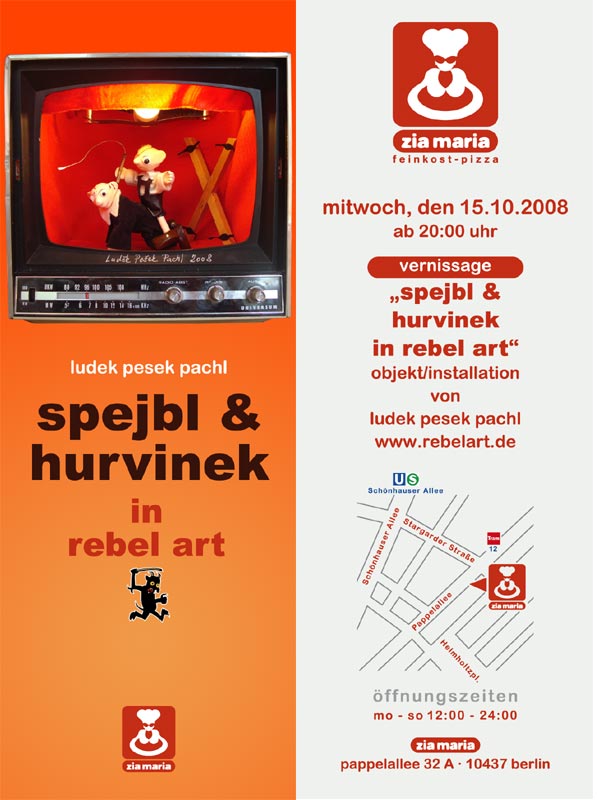 Ludek Pesek Pachl 2008
UNIVERSUM
ludek pesek pachl
spejbl &
hurvinek
in
rebel art
zia maria
zia maria
feinkost-pizza
mitwoch, den 15.10.2008
ab 20:00 uhr
vernissage
„spejbl &
hurvinek
in rebel art“
objekt/installation
von
ludek pesek pachl
www.rebelart.de
U S
Schönhauser Allee
Schönhauser Allee
Stargarder Straße
Tram
12
zia maria
Pappelallee
Helmholtzpl.
öffnungszeiten
mo - so 12:00 - 24:00
zia maria
pappelallee 32 A · 10437 berlin